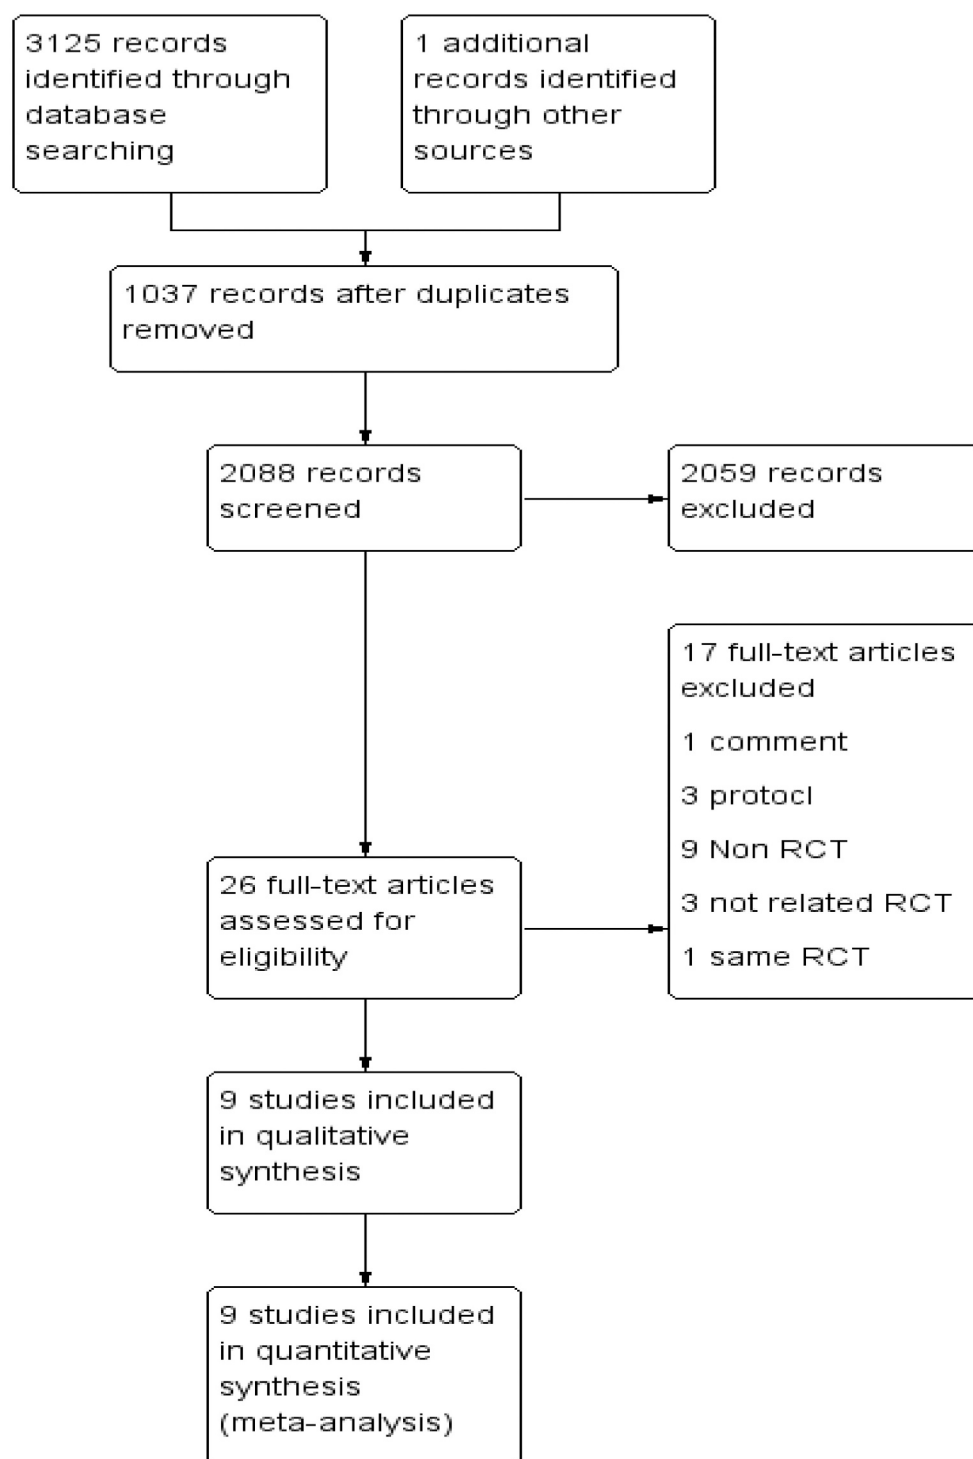 3125 records
identified through
database
searching
1 additional
records identified
through other
sources
1037 records after duplicates
removed
2088 records
screened
2059 records
excluded
17 full-text articles
excluded
1 comment
3 protocl
9 Non RCT
3 not related RCT
1 same RCT
26 full-text articles
assessed for
eligibility
9 studies included
in qualitative
synthesis
9 studies included
in quantitative
synthesis
(meta-analysis)